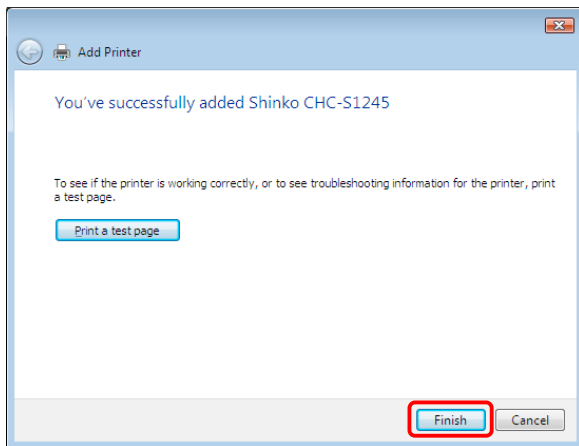 Add Printer
You've successfully added Shinko CHC-S1245
To see if the printer is working correctly, or to see troubleshooting information for the printer, print
a test page.
Print a test page
Finish Cancel